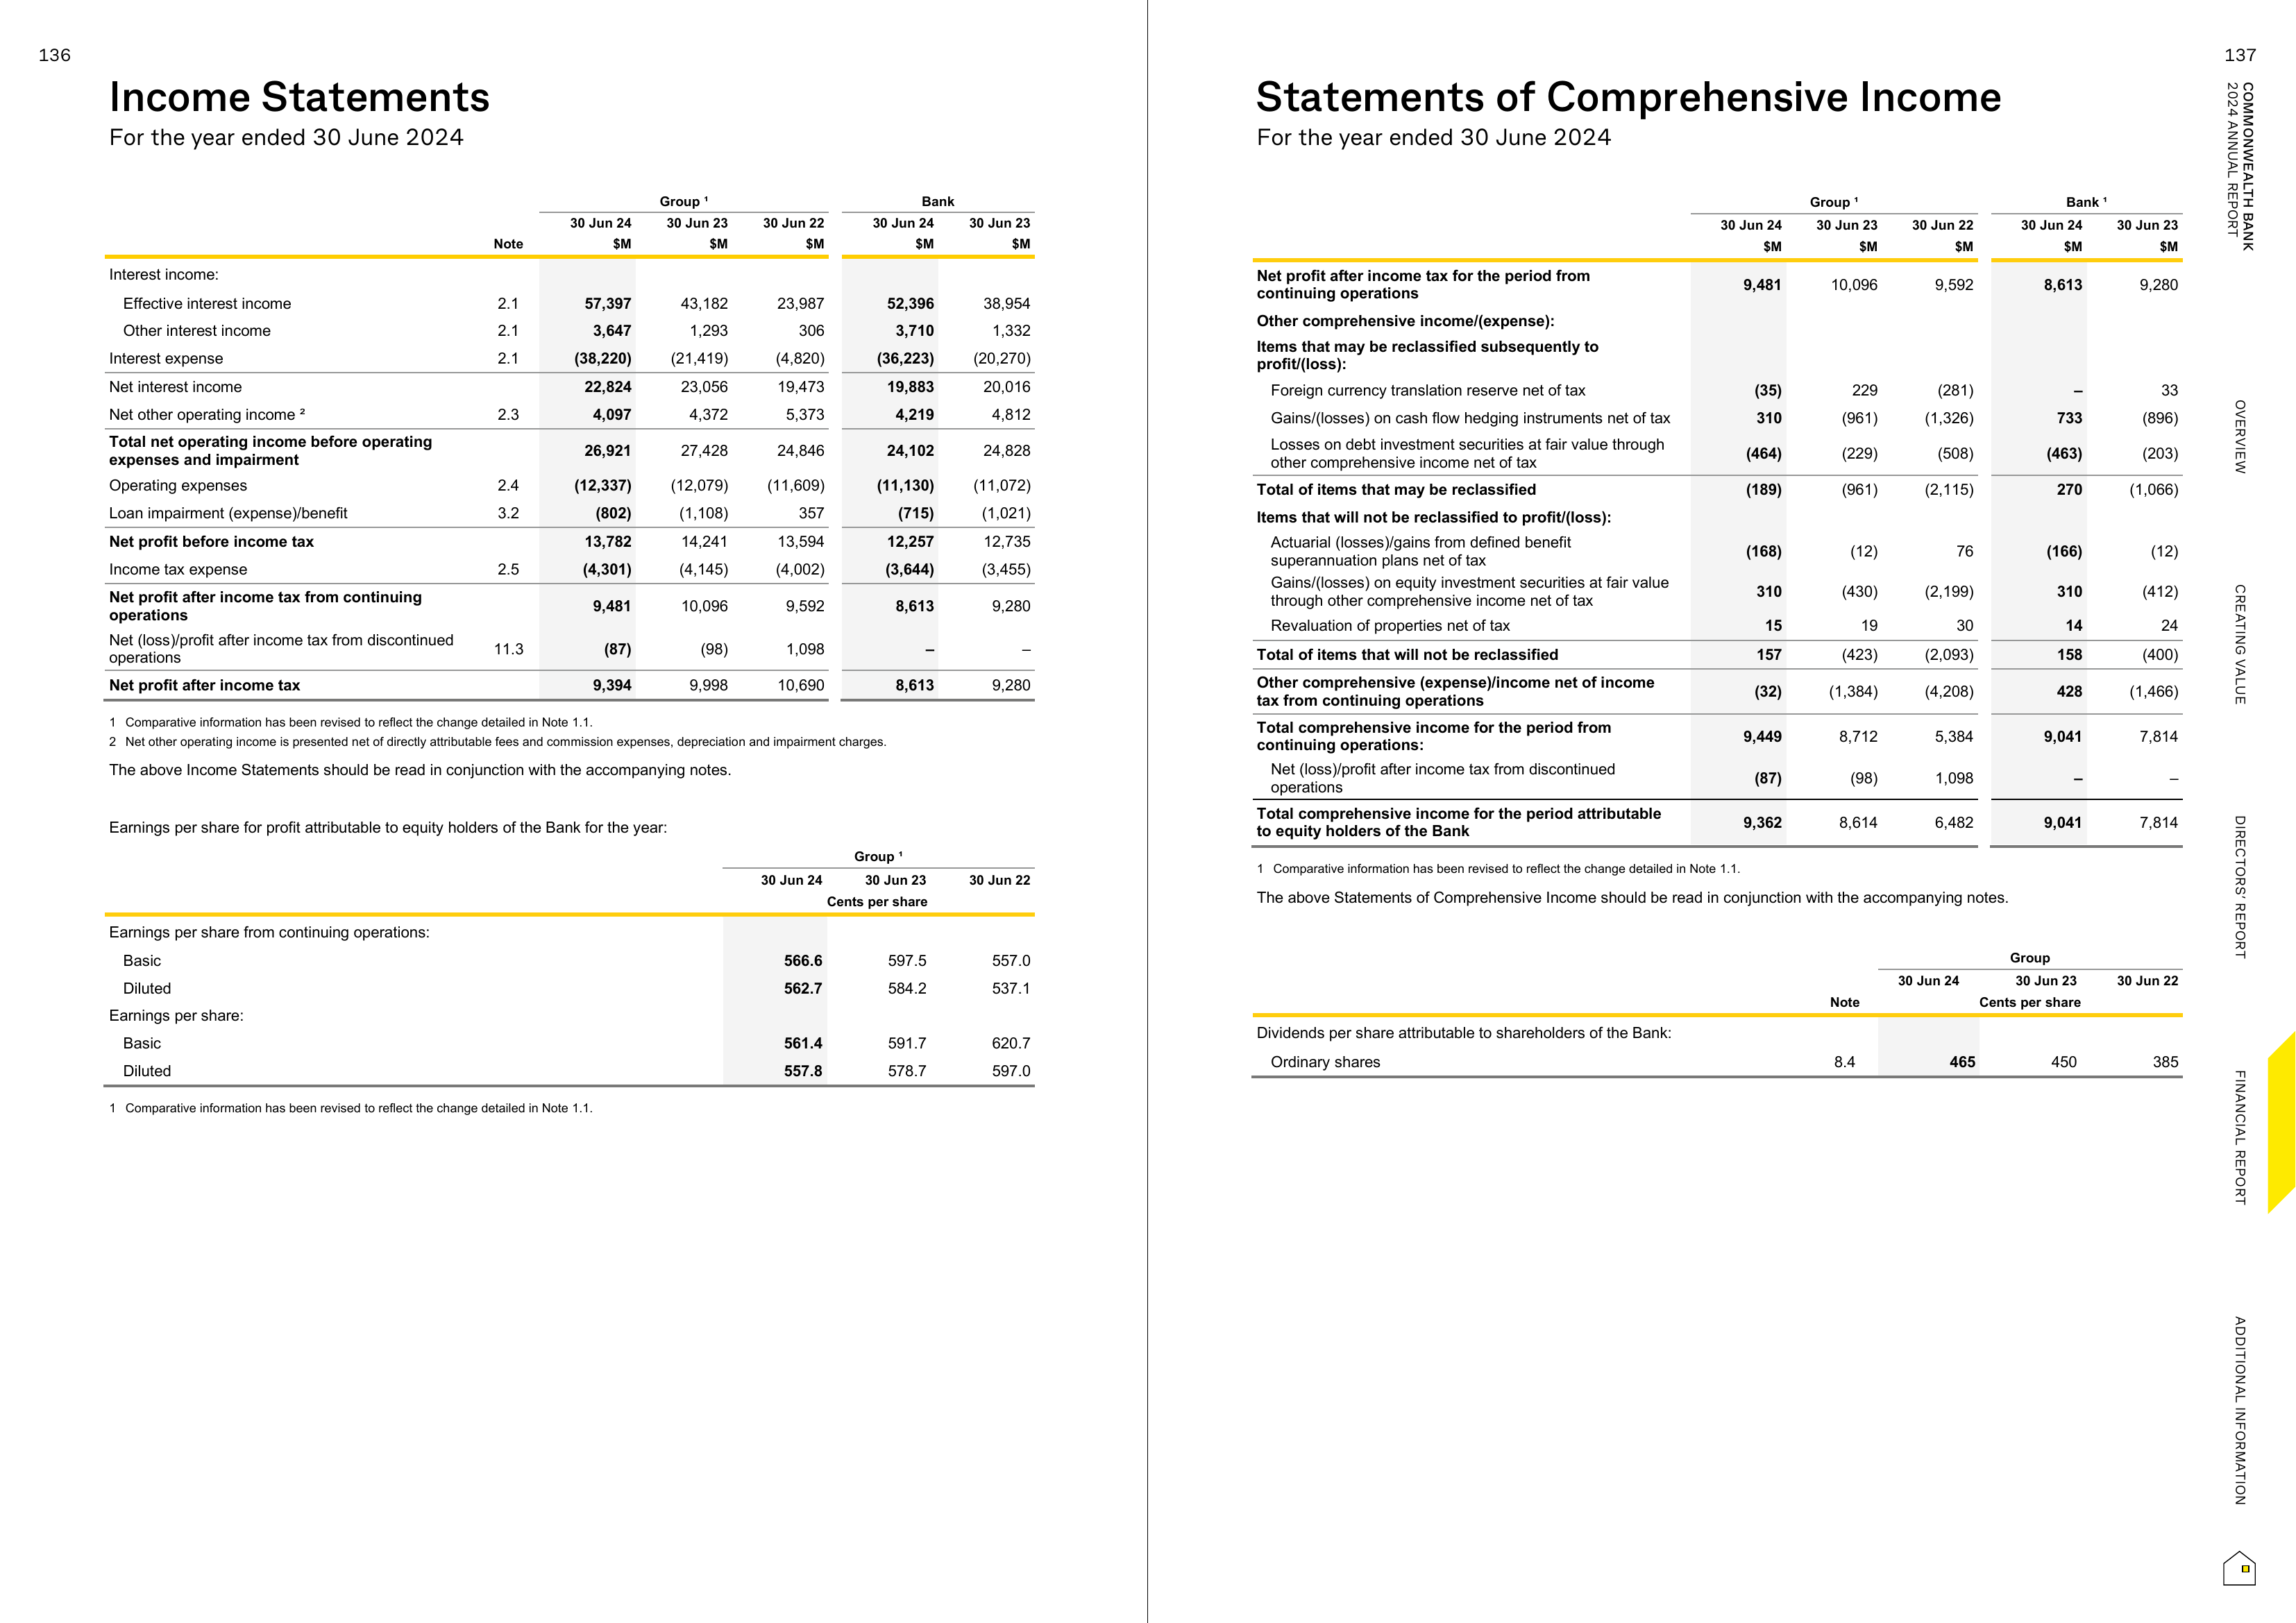 136
Income Statements
For the year ended 30 June 2024
Group ¹ Bank
30 Jun 24 30 Jun 23 30 Jun 22 30 Jun 24 30 Jun 23
Note $M $M $M $M $M
Interest income:
Effective interest income 2.1 57,397 43,182 23,987 52,396 38,954
Other interest income 2.1 3,647 1,293 306 3,710 1,332
Interest expense 2.1 (38,220) (21,419) (4,820) (36,223) (20,270)
Net interest income 22,824 23,056 19,473 19,883 20,016
Net other operating income ² 2.3 4,097 4,372 5,373 4,219 4,812
Total net operating income before operating
expenses and impairment 26,921 27,428 24,846 24,102 24,828
Operating expenses 2.4 (12,337) (12,079) (11,609) (11,130) (11,072)
Loan impairment (expense)/benefit 3.2 (802) (1,108) 357 (715) (1,021)
Net profit before income tax 13,782 14,241 13,594 12,257 12,735
Income tax expense 2.5 (4,301) (4,145) (4,002) (3,644) (3,455)
Net profit after income tax from continuing
operations 9,481 10,096 9,592 8,613 9,280
Net (loss)/profit after income tax from discontinued
operations 11.3 (87) (98) 1,098 – –
Net profit after income tax 9,394 9,998 10,690 8,613 9,280
1 Comparative information has been revised to reflect the change detailed in Note 1.1.
2 Net other operating income is presented net of directly attributable fees and commission expenses, depreciation and impairment charges.
The above Income Statements should be read in conjunction with the accompanying notes.
Earnings per share for profit attributable to equity holders of the Bank for the year:
Group ¹
30 Jun 24 30 Jun 23 30 Jun 22
Cents per share
Earnings per share from continuing operations:
Basic 566.6 597.5 557.0
Diluted 562.7 584.2 537.1
Earnings per share:
Basic 561.4 591.7 620.7
Diluted 557.8 578.7 597.0
1 Comparative information has been revised to reflect the change detailed in Note 1.1.
137
Statements of Comprehensive Income
For the year ended 30 June 2024
Group ¹ Bank ¹
30 Jun 24 30 Jun 23 30 Jun 22 30 Jun 24 30 Jun 23
$M $M $M $M $M
Net profit after income tax for the period from
continuing operations 9,481 10,096 9,592 8,613 9,280
Other comprehensive income/(expense):
Items that may be reclassified subsequently to
profit/(loss):
Foreign currency translation reserve net of tax (35) 229 (281) – 33
Gains/(losses) on cash flow hedging instruments net of tax 310 (961) (1,326) 733 (896)
Losses on debt investment securities at fair value through
other comprehensive income net of tax (464) (229) (508) (463) (203)
Total of items that may be reclassified (189) (961) (2,115) 270 (1,066)
Items that will not be reclassified to profit/(loss):
Actuarial (losses)/gains from defined benefit
superannuation plans net of tax (168) (12) 76 (166) (12)
Gains/(losses) on equity investment securities at fair value
through other comprehensive income net of tax 310 (430) (2,199) 310 (412)
Revaluation of properties net of tax 15 19 30 14 24
Total of items that will not be reclassified 157 (423) (2,093) 158 (400)
Other comprehensive (expense)/income net of income
tax from continuing operations (32) (1,384) (4,208) 428 (1,466)
Total comprehensive income for the period from
continuing operations: 9,449 8,712 5,384 9,041 7,814
Net (loss)/profit after income tax from discontinued
operations (87) (98) 1,098 – –
Total comprehensive income for the period attributable
to equity holders of the Bank 9,362 8,614 6,482 9,041 7,814
1 Comparative information has been revised to reflect the change detailed in Note 1.1.
The above Statements of Comprehensive Income should be read in conjunction with the accompanying notes.
Group
30 Jun 24 30 Jun 23 30 Jun 22
Note Cents per share
Dividends per share attributable to shareholders of the Bank:
Ordinary shares 8.4 465 450 385
COMMONWEALTH BANK
2024 ANNUAL REPORT
OVERVIEW
CREATING VALUE
DIRECTORS' REPORT
FINANCIAL REPORT
ADDITIONAL INFORMATION